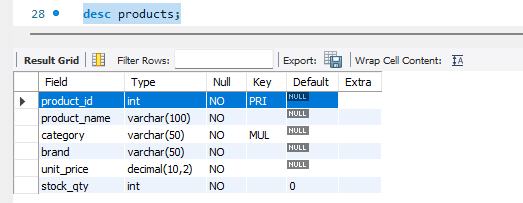 28 desc products;
Result Grid Filter Rows: Export: Wrap Cell Content:
Field Type Null Key Default Extra
product_id int NO PRI NULL
product_name varchar(100) NO NULL
category varchar(50) NO MUL NULL
brand varchar(50) NO NULL
unit_price decimal(10,2) NO NULL
stock_qty int NO 0